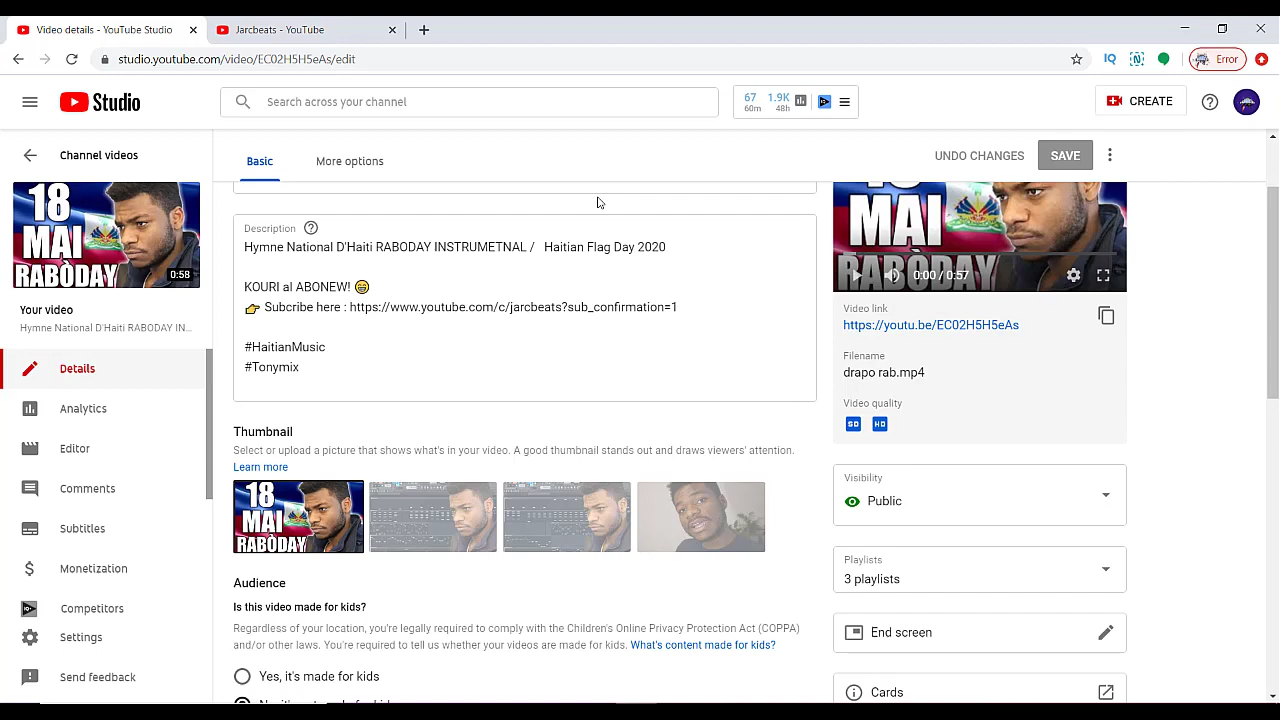 Video details - YouTube Studio
Jarcbeats - YouTube
studio.youtube.com/video/EC02H5H5eAs/edit
IQ
N
Error
Studio
Search across your channel
67 1.9K
60m 48h
CREATE
Channel videos
Basic
More options
UNDO CHANGES
SAVE
18
MAI
RABÒDAY
0:58
Your video
Hymne National D'Haiti RABODAY IN...
Details
Analytics
Editor
Comments
Subtitles
Monetization
Competitors
Settings
Send feedback
Description
Hymne National D'Haiti RABODAY INSTRUMETNAL / Haitian Flag Day 2020
KOURI al ABONEW! 😁
👉 Subcribe here : https://www.youtube.com/c/jarcbeats?sub_confirmation=1
#HaitianMusic
#Tonymix
Thumbnail
Select or upload a picture that shows what's in your video. A good thumbnail stands out and draws viewers' attention.
Learn more
18
MAI
RABÒDAY
Audience
Is this video made for kids?
Regardless of your location, you're legally required to comply with the Children's Online Privacy Protection Act (COPPA)
and/or other laws. You're required to tell us whether your videos are made for kids. What's content made for kids?
Yes, it's made for kids
18
MAI
RABÒDAY
0:00 / 0:57
Video link
https://youtu.be/EC02H5H5eAs
Filename
drapo rab.mp4
Video quality
SD HD
Visibility
Public
Playlists
3 playlists
End screen
Cards